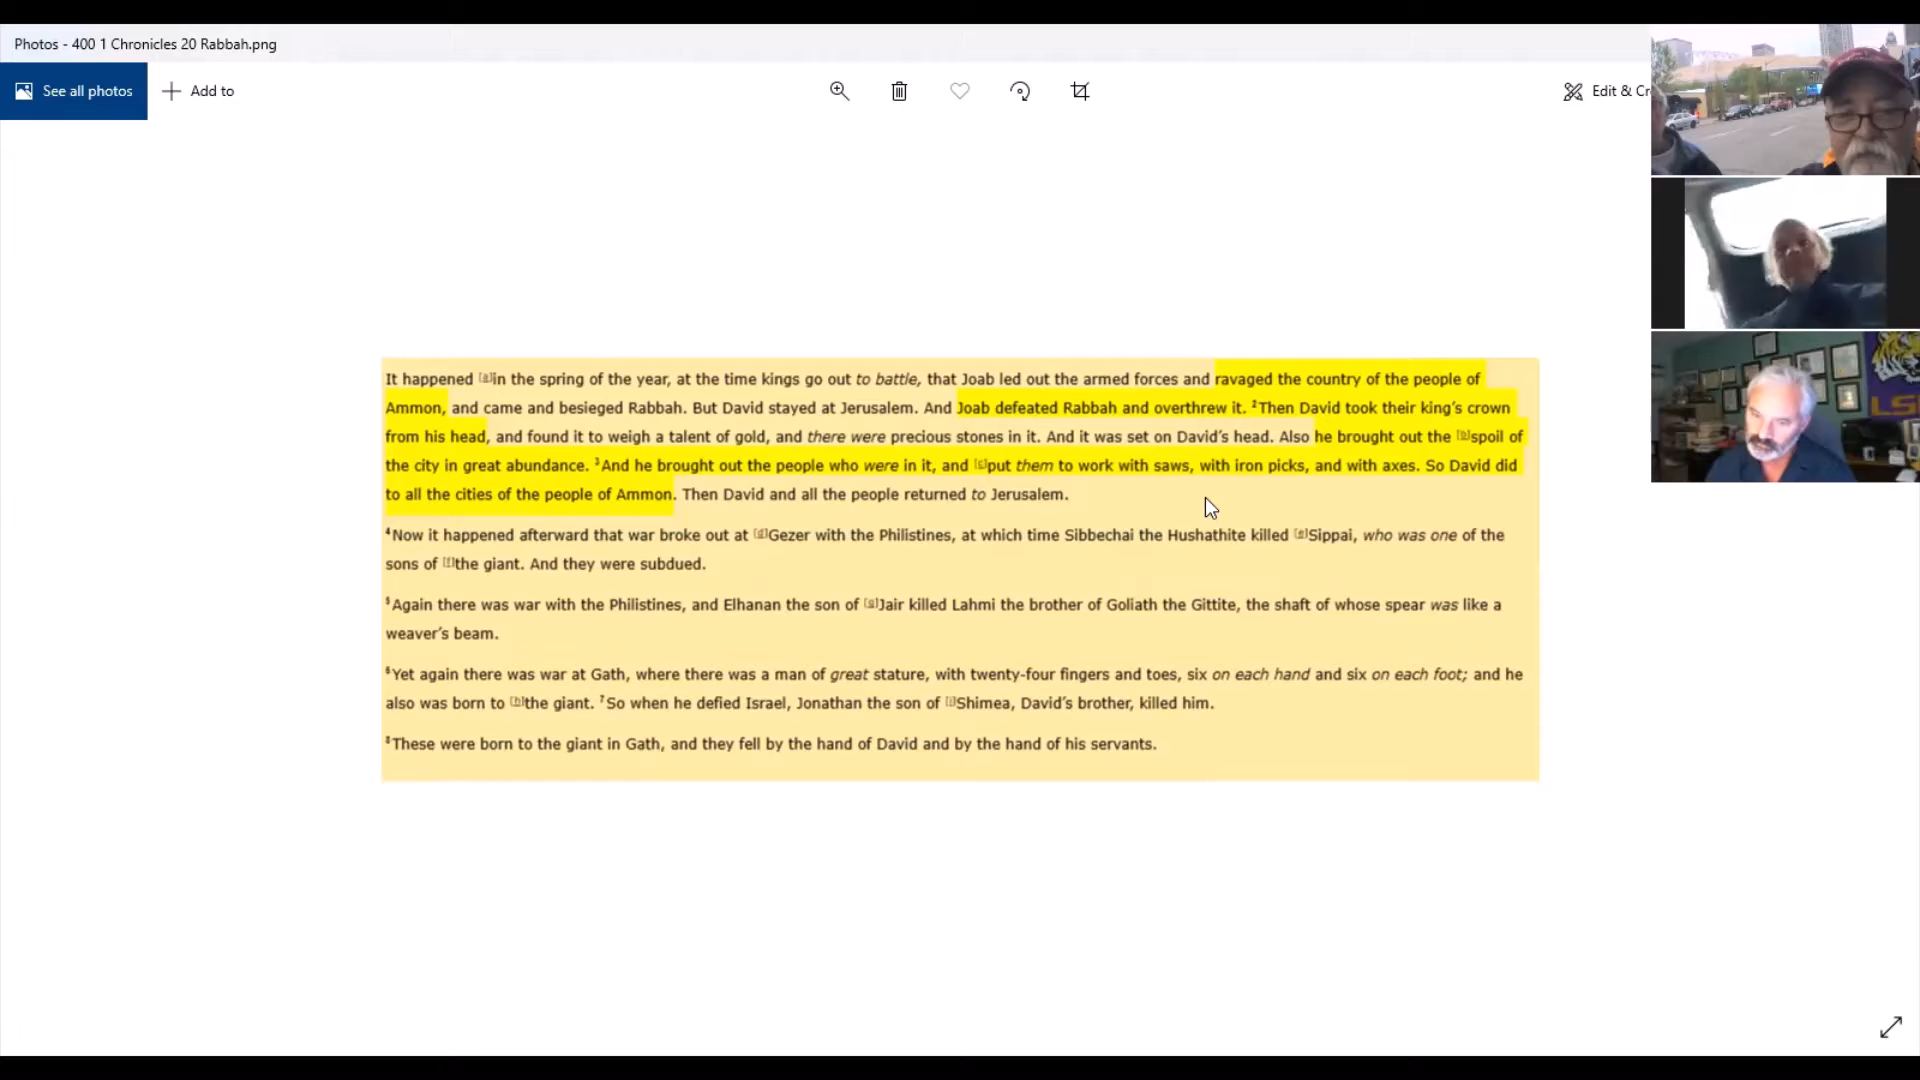 Photos - 400 1 Chronicles 20 Rabbah.png
See all photos
Add to
Edit & Cr
It happened [a]in the spring of the year, at the time kings go out to battle, that Joab led out the armed forces and ravaged the country of the people of
Ammon, and came and besieged Rabbah. But David stayed at Jerusalem. And Joab defeated Rabbah and overthrew it. 2Then David took their king's crown
from his head, and found it to weigh a talent of gold, and there were precious stones in it. And it was set on David's head. Also he brought out the [b]spoil of
the city in great abundance. 3And he brought out the people who were in it, and [c]put them to work with saws, with iron picks, and with axes. So David did
to all the cities of the people of Ammon. Then David and all the people returned to Jerusalem.
4Now it happened afterward that war broke out at [d]Gezer with the Philistines, at which time Sibbechai the Hushathite killed [e]Sippai, who was one of the
sons of [f]the giant. And they were subdued.
5Again there was war with the Philistines, and Elhanan the son of [g]Jair killed Lahmi the brother of Goliath the Gittite, the shaft of whose spear was like a
weaver's beam.
6Yet again there was war at Gath, where there was a man of great stature, with twenty-four fingers and toes, six on each hand and six on each foot; and he
also was born to [h]the giant. 7So when he defied Israel, Jonathan the son of [i]Shimea, David's brother, killed him.
8These were born to the giant in Gath, and they fell by the hand of David and by the hand of his servants.
LS